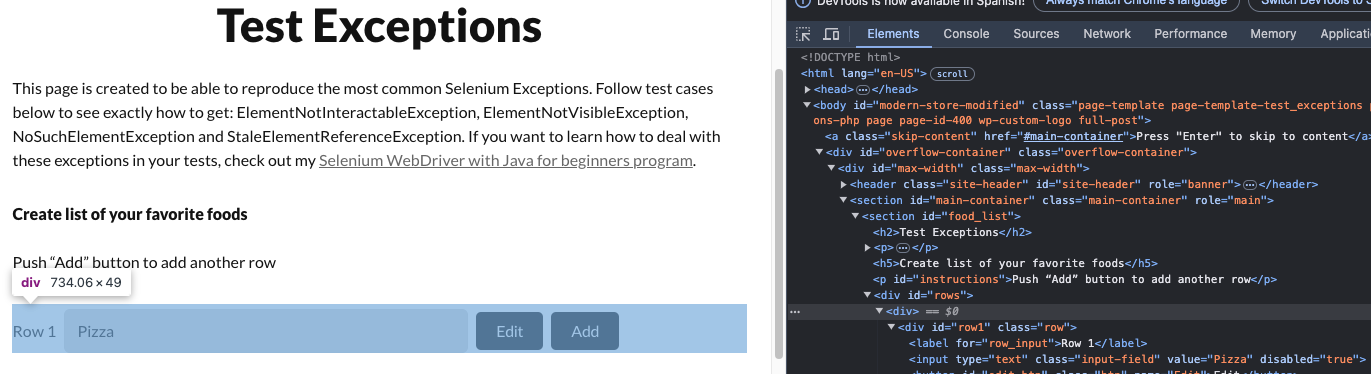 Test Exceptions
This page is created to be able to reproduce the most common Selenium Exceptions. Follow test cases
below to see exactly how to get: ElementNotInteractableException, ElementNotVisibleException,
NoSuchElementException and StaleElementReferenceException. If you want to learn how to deal with
these exceptions in your tests, check out my Selenium WebDriver with Java for beginners program.
Create list of your favorite foods
Push “Add” button to add another row
div 734.06 × 49
Row 1 Pizza Edit Add
DevTools is now available in Spanish! Always match Chrome's language Switch DevTools to S
Elements Console Sources Network Performance Memory Applicati
<!DOCTYPE html>
<html lang="en-US"> scroll
<head> … </head>
<body id="modern-store-modified" class="page-template page-template-test_exceptions p
ons-php page page-id-400 wp-custom-logo full-post">
<a class="skip-content" href="#main-container">Press "Enter" to skip to content</a>
<div id="overflow-container" class="overflow-container">
<div id="max-width" class="max-width">
<header class="site-header" id="site-header" role="banner"> … </header>
<section id="main-container" class="main-container" role="main">
<section id="food_list">
<h2>Test Exceptions</h2>
<p> … </p>
<h5>Create list of your favorite foods</h5>
<p id="instructions">Push “Add” button to add another row</p>
<div id="rows">
… <div> == $0
<div id="row1" class="row">
<label for="row_input">Row 1</label>
<input type="text" class="input-field" value="Pizza" disabled="true">
<button id="edit_btn" class="btn" name="Edit">Edit</button>